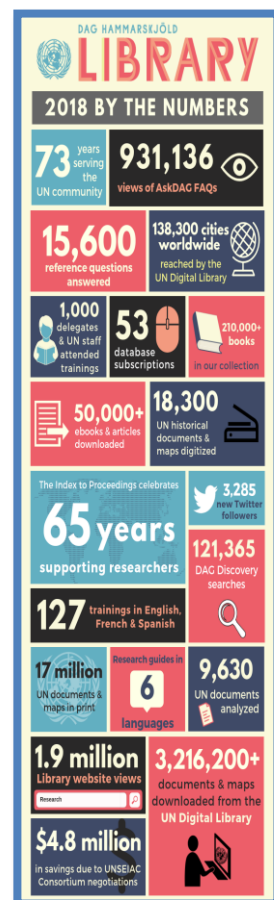 DAG HAMMARSKJÖLD
LIBRARY
2018 BY THE NUMBERS
73 years
serving
the
UN community
931,136
views of AskDAG FAQs
15,600
reference questions
answered
138,300 cities
worldwide
reached by the
UN Digital Library
1,000
delegates
& UN staff
attended
trainings
53
database
subscriptions
210,000+
books
in our collection
50,000+
ebooks & articles
downloaded
18,300
UN historical
documents &
maps digitized
The Index to Proceedings celebrates
65 years
supporting researchers
3,285
new Twitter
followers
121,365
DAG Discovery
searches
127 trainings in English,
French & Spanish
17 million
UN documents &
maps in print
Research guides in
6
languages
9,630
UN documents
analyzed
1.9 million
Library website views
Research
3,216,200+
documents & maps
downloaded from the
UN Digital Library
$4.8 million
in savings due to UNSEIAC
Consortium negotiations